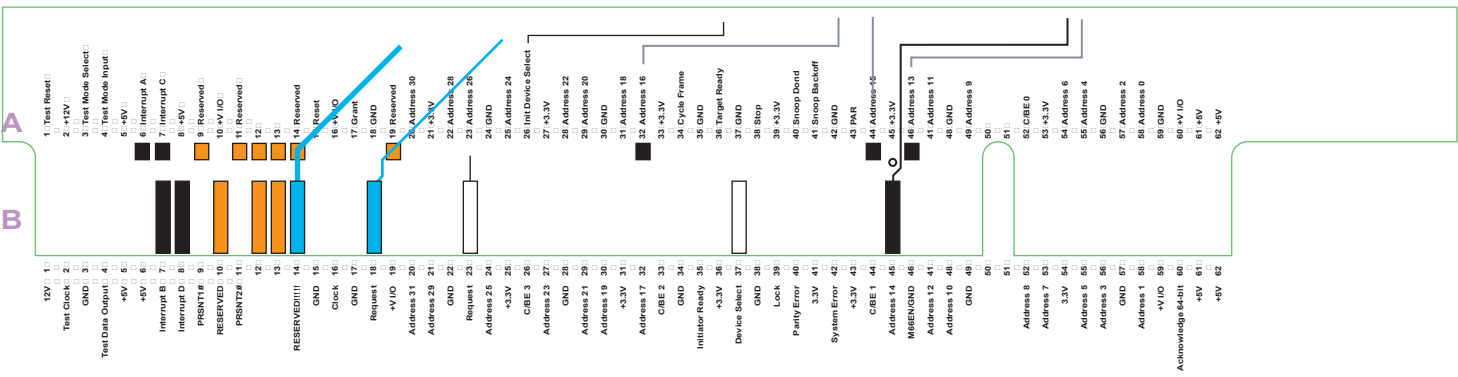 A
1 Test Reset
2 +12V
3 Test Mode Select
4 Test Mode Input
5 +5V
6 Interrupt A
7 Interrupt C
8 +5V
9 Reserved
10 +V I/O
11 Reserved
12
13
14 Reserved
15 Reset
16 +V I/O
17 Grant
18 GND
19 Reserved
20 Address 30
21 +3.3V
22 Address 28
23 Address 26
24 GND
25 Address 24
26 Init Device Select
27 +3.3V
28 Address 22
29 Address 20
30 GND
31 Address 18
32 Address 16
33 +3.3V
34 Cycle Frame
35 GND
36 Target Ready
37 GND
38 Stop
39 +3.3V
40 Snoop Dond
41 Snoop Backoff
42 GND
43 PAR
44 Address 15
45 +3.3V
46 Address 13
41 Address 11
48 GND
49 Address 9
50
51
52 C/BE 0
53 +3.3V
54 Address 6
55 Address 4
56 GND
57 Address 2
58 Address 0
59 GND
60 +V I/O
61 +5V
62 +5V
B
12V 1
Test Clock 2
GND 3
Test Data Output 4
+5V 5
+5V 6
Interrupt B 7
Interrupt D 8
PRSNT1# 9
RESERVED 10
PRSNT2# 11
12
13
RESERVED!!!! 14
GND 15
Clock 16
GND 17
Request 18
+V I/O 19
Address 31 20
Address 29 21
GND 22
Request 23
Address 25 24
+3.3V 25
C/BE 3 26
Address 23 27
GND 28
Address 21 29
Address 19 30
+3.3V 31
Address 17 32
C/BE 2 33
GND 34
Initiator Ready 35
+3.3V 36
Device Select 37
GND 38
Lock 39
Parity Error 40
3.3V 41
System Error 42
+3.3V 43
C/BE 1 44
Address 14 45
M66EN/GND 46
Address 12 41
Address 10 48
GND 49
50
51
Address 8 52
Address 7 53
3.3V 54
Address 5 55
Address 3 56
GND 57
Address 1 58
+V I/O 59
Acknowledge 64-bit 60
+5V 61
+5V 62